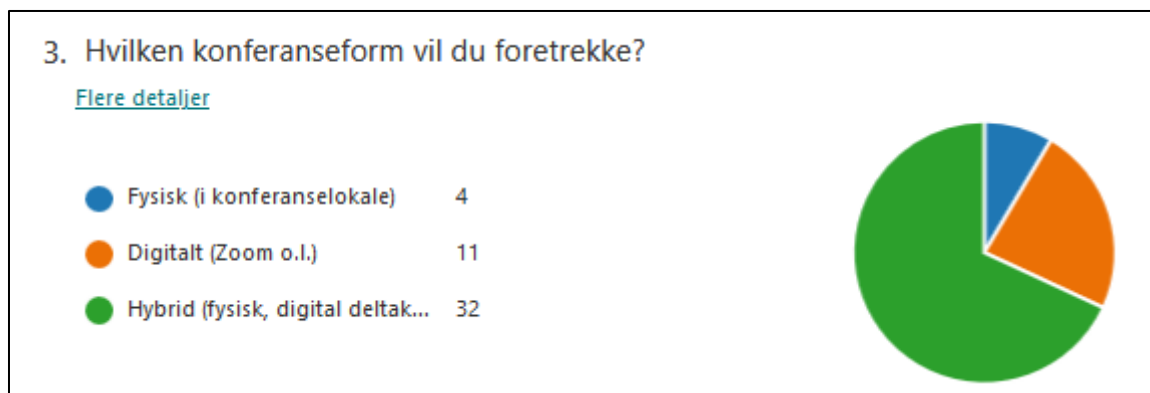 3. Hvilken konferanseform vil du foretrekke?
Flere detaljer
Fysisk (i konferanselokale) 4
Digitalt (Zoom o.l.) 11
Hybrid (fysisk, digital deltak... 32